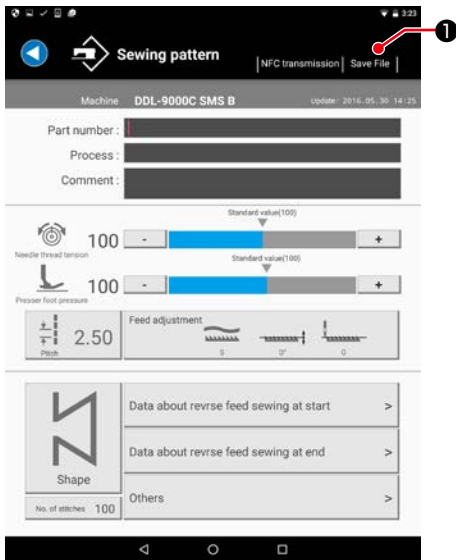 3:23
❶
Sewing pattern
NFC transmission Save File
Machine DDL-9000C SMS B Update: 2016.05.30 14:25
Part number :
Process :
Comment :
Standard value(100)
100 - +
Needle thread tension
Standard value(100)
100 - +
Presser foot pressure
Feed adjustment
2.50
Pitch
S 0° 0
Data about revrse feed sewing at start >
Data about revrse feed sewing at end >
Shape
Others >
No. of stitches 100